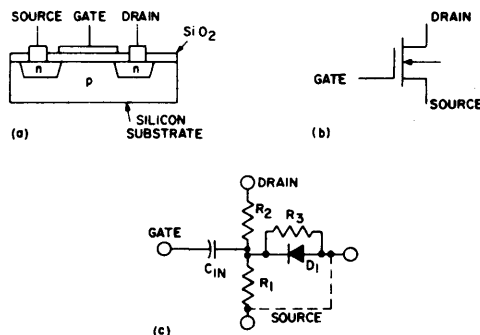 SOURCE GATE DRAIN
SiO2
n n
p
SILICON
SUBSTRATE
(a)
DRAIN
GATE
SOURCE
(b)
DRAIN
R2
R3
GATE
CIN
D1
R1
SOURCE
(c)